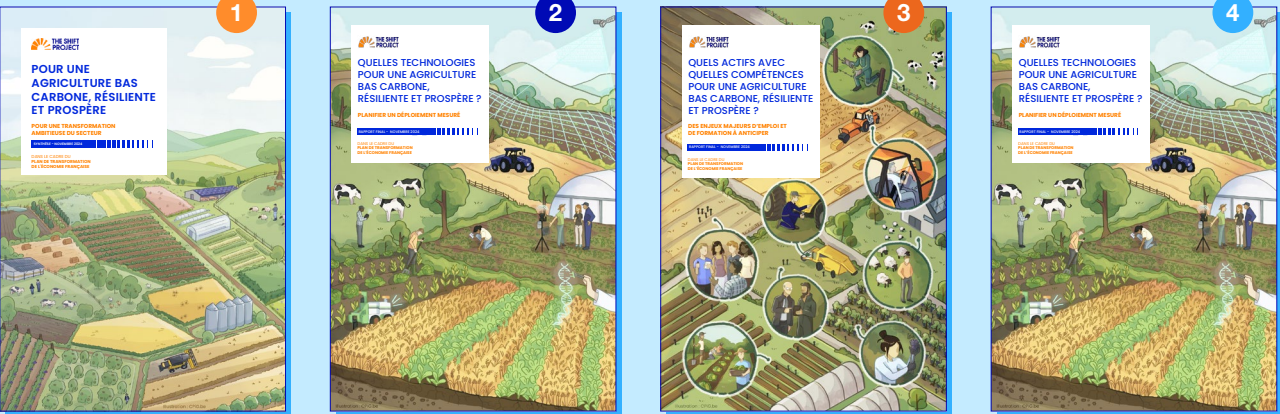 1
THE SHIFT
PROJECT
POUR UNE
AGRICULTURE BAS
CARBONE, RÉSILIENTE
ET PROSPÈRE
POUR UNE TRANSFORMATION
AMBITIEUSE DU SECTEUR
SYNTHÈSE - NOVEMBRE 2024
DANS LE CADRE DU
PLAN DE TRANSFORMATION
DE L'ÉCONOMIE FRANÇAISE
2
THE SHIFT
PROJECT
QUELLES TECHNOLOGIES
POUR UNE AGRICULTURE
BAS CARBONE,
RÉSILIENTE ET PROSPÈRE ?
PLANIFIER UN DÉPLOIEMENT MESURÉ
RAPPORT FINAL - NOVEMBRE 2024
DANS LE CADRE DU
PLAN DE TRANSFORMATION
DE L'ÉCONOMIE FRANÇAISE
3
THE SHIFT
PROJECT
QUELS ACTIFS AVEC
QUELLES COMPÉTENCES
POUR UNE AGRICULTURE
BAS CARBONE, RÉSILIENTE
ET PROSPÈRE ?
DES ENJEUX MAJEURS D'EMPLOI ET
DE FORMATION À ANTICIPER
RAPPORT FINAL - NOVEMBRE 2024
DANS LE CADRE DU
PLAN DE TRANSFORMATION
DE L'ÉCONOMIE FRANÇAISE
4
THE SHIFT
PROJECT
QUELLES TECHNOLOGIES
POUR UNE AGRICULTURE
BAS CARBONE,
RÉSILIENTE ET PROSPÈRE ?
PLANIFIER UN DÉPLOIEMENT MESURÉ
RAPPORT FINAL - NOVEMBRE 2024
DANS LE CADRE DU
PLAN DE TRANSFORMATION
DE L'ÉCONOMIE FRANÇAISE